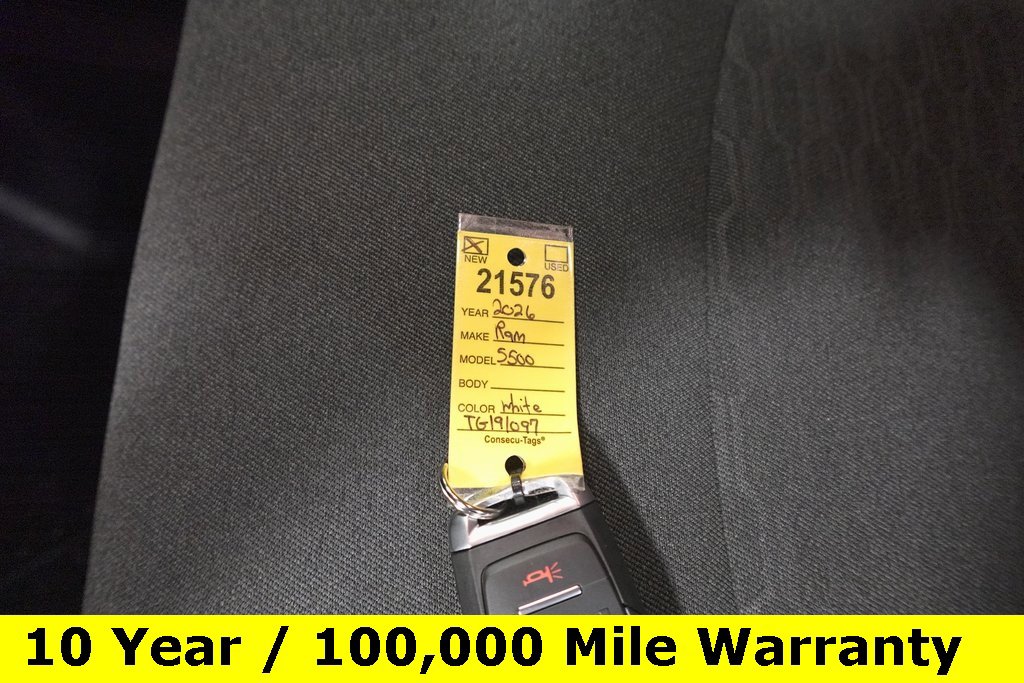 NEW USED
21576
YEAR 2026
MAKE Ram
MODEL 5500
BODY
COLOR White
TG191097
Consecu-Tags®
10 Year / 100,000 Mile Warranty